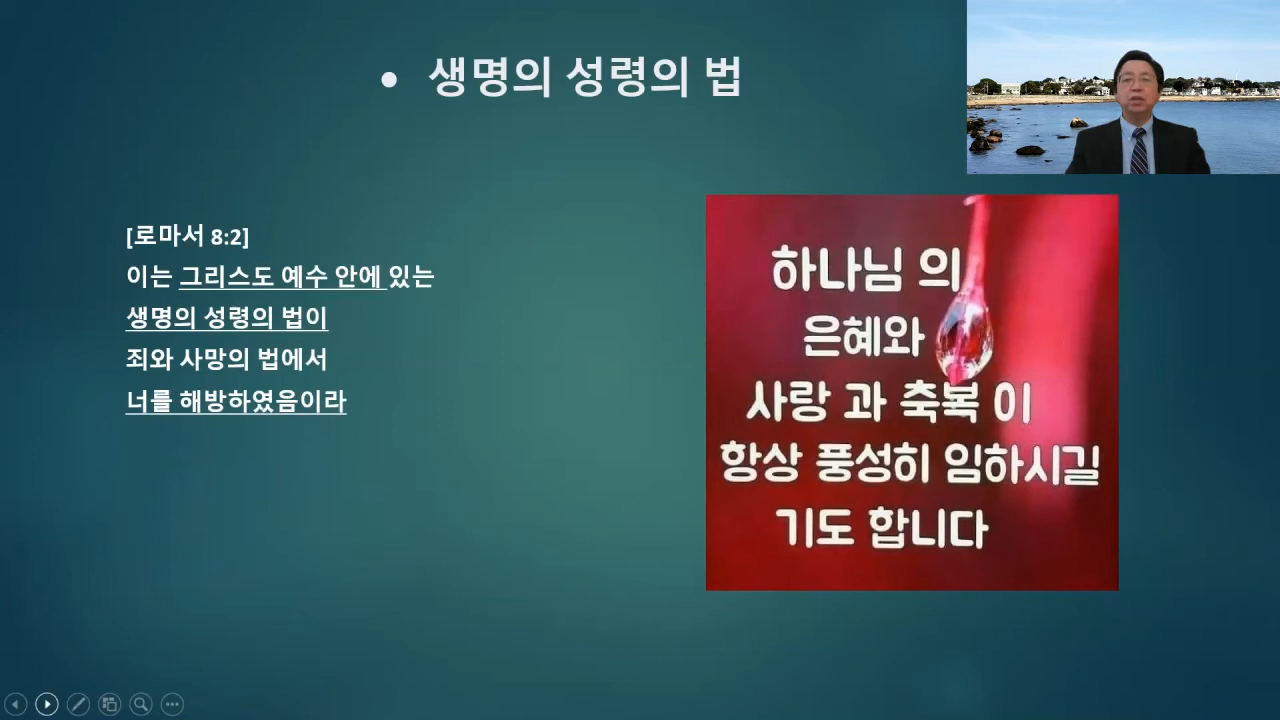 • 생명의 성령의 법
[로마서 8:2]
이는 그리스도 예수 안에 있는
생명의 성령의 법이
죄와 사망의 법에서
너를 해방하였음이라
하나님 의
은혜와
사랑 과 축복 이
항상 풍성히 임하시길
기도 합니다